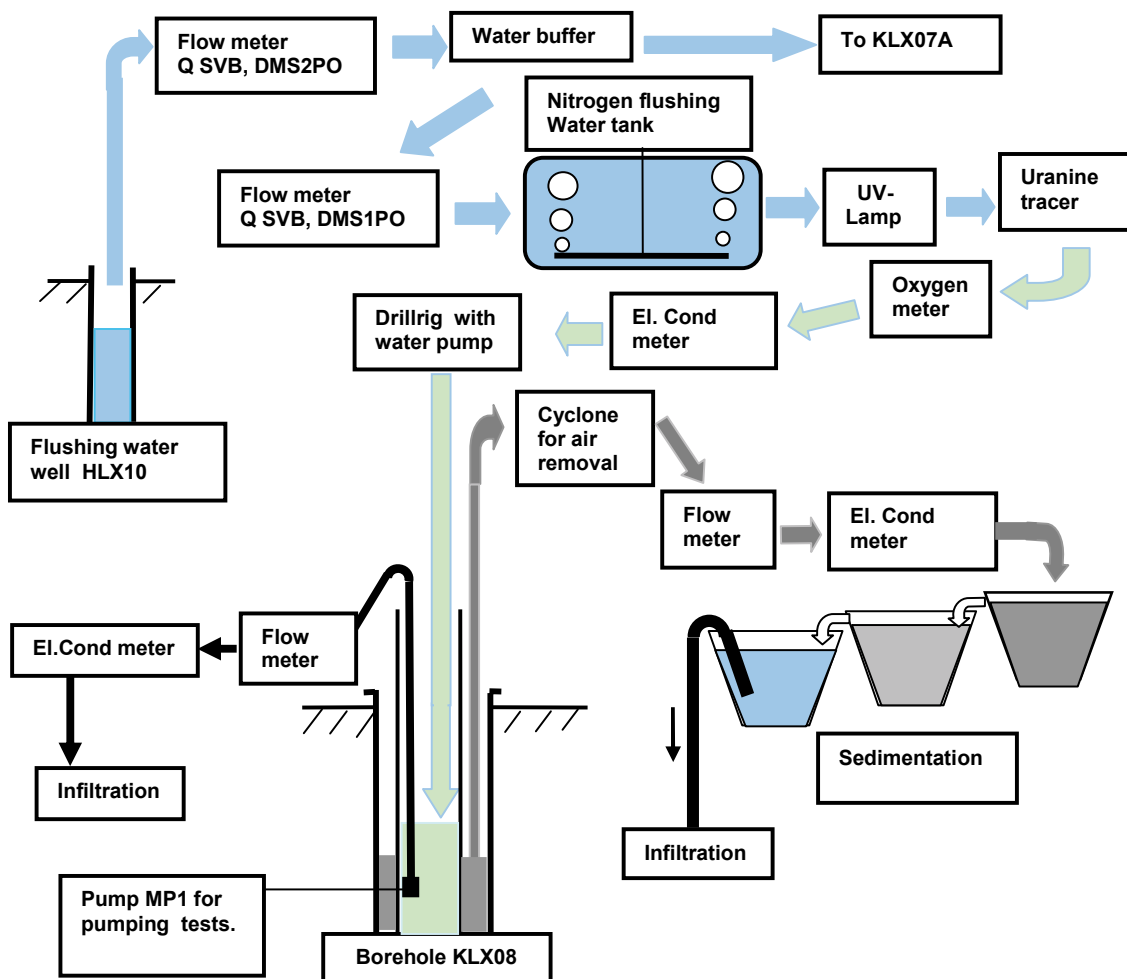 Flow meter
Q SVB, DMS2PO
Water buffer
To KLX07A
Nitrogen flushing
Water tank
Flow meter
Q SVB, DMS1PO
UV-
Lamp
Uranine
tracer
Oxygen
meter
El. Cond
meter
Drillrig with
water pump
Flushing water
well HLX10
Cyclone
for air
removal
Flow
meter
El. Cond
meter
El.Cond meter
Flow
meter
Infiltration
Sedimentation
Infiltration
Pump MP1 for
pumping tests.
Borehole KLX08